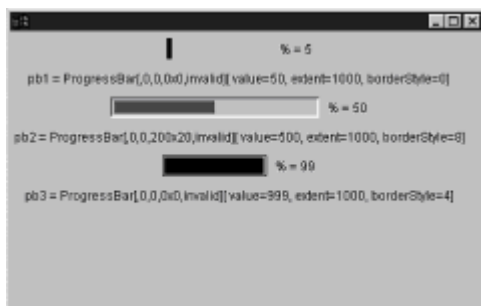 % = 5
pb1 = ProgressBar[,0,0,0x0,invalid][ value=50, extent=1000, borderStyle=0]
% = 50
pb2 = ProgressBar[,0,0,200x20,invalid][ value=500, extent=1000, borderStyle=8]
% = 99
pb3 = ProgressBar[,0,0,0x0,invalid][ value=999, extent=1000, borderStyle=4]